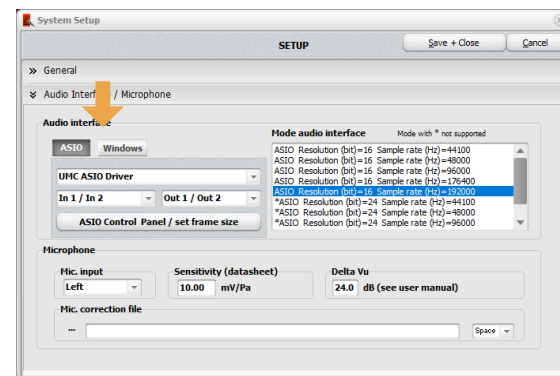 System Setup
SETUP
Save + Close
Cancel
» General
Audio Interface / Microphone
Audio interface
ASIO
Windows
UMC ASIO Driver
In 1 / In 2
Out 1 / Out 2
ASIO Control Panel / set frame size
Mode audio interface
Mode with * not supported
ASIO Resolution (bit)=16 Sample rate (Hz)=44100
ASIO Resolution (bit)=16 Sample rate (Hz)=48000
ASIO Resolution (bit)=16 Sample rate (Hz)=96000
ASIO Resolution (bit)=16 Sample rate (Hz)=176400
ASIO Resolution (bit)=16 Sample rate (Hz)=192000
*ASIO Resolution (bit)=24 Sample rate (Hz)=44100
*ASIO Resolution (bit)=24 Sample rate (Hz)=48000
*ASIO Resolution (bit)=24 Sample rate (Hz)=96000
Microphone
Mic. input
Left
Sensitivity (datasheet)
10.00 mV/Pa
Delta Vu
24.0 dB (see user manual)
Mic. correction file
...
Space